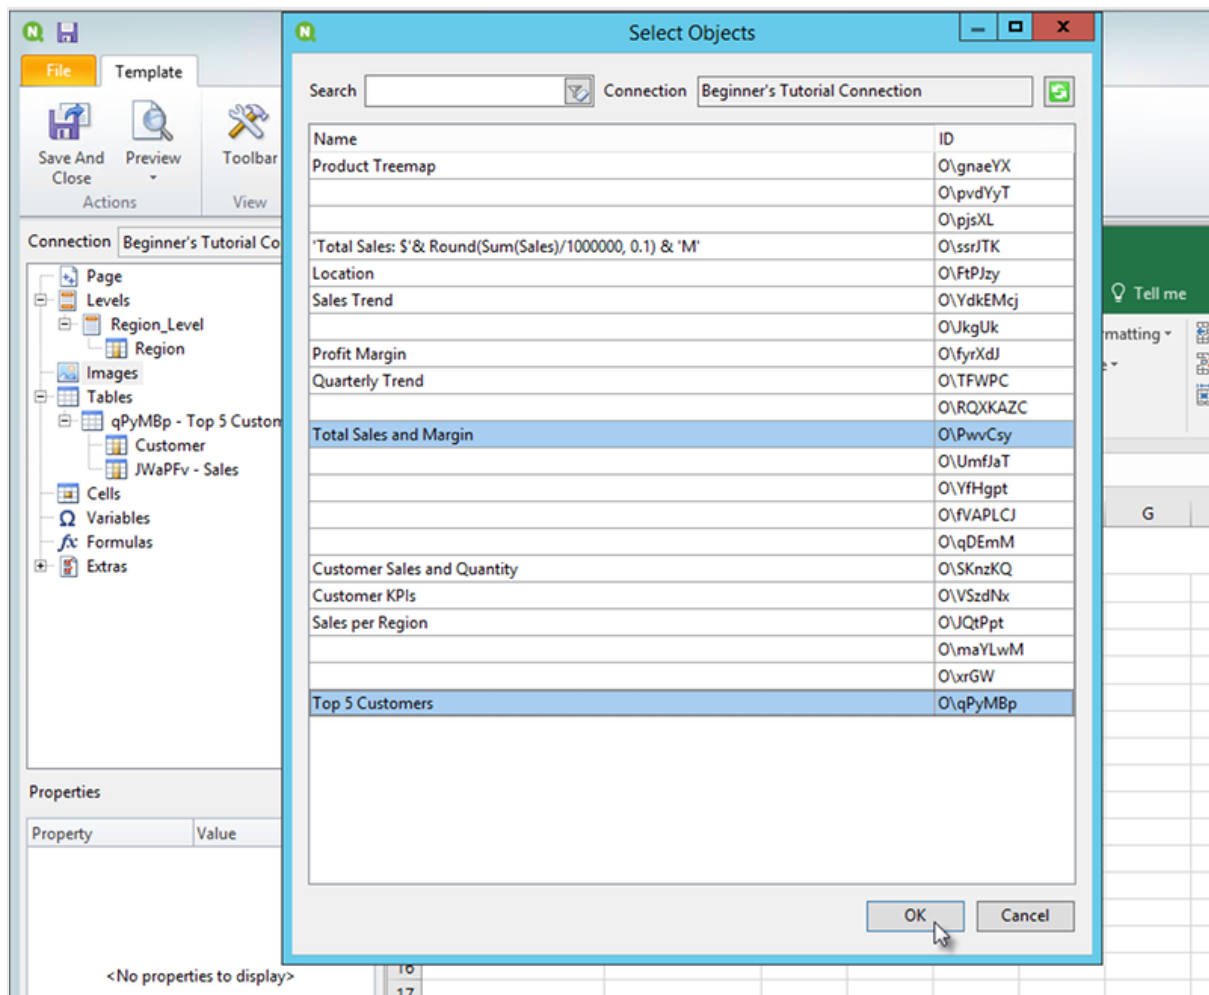 File
Template
Save And Close
Preview
Toolbar
Actions
View
Connection Beginner's Tutorial Co
Page
Levels
Region_Level
Region
Images
Tables
qPyMBp - Top 5 Custom
Customer
JWaPFv - Sales
Cells
Variables
fx Formulas
Extras
Properties
Property Value
<No properties to display>
Select Objects
Search
Connection Beginner's Tutorial Connection
Name ID
Product Treemap O\gnaeYX
O\pvdYyT
O\pjsXL
'Total Sales: $'& Round(Sum(Sales)/1000000, 0.1) & 'M' O\ssrJTK
Location O\FtPJzy
Sales Trend O\YdkEMcj
O\JkgUk
Profit Margin O\fyrXdJ
Quarterly Trend O\TFWPC
O\RQXKAZC
Total Sales and Margin O\PwvCsy
O\UmfJaT
O\YfHgpt
O\fVAPLCJ
O\qDEmM
Customer Sales and Quantity O\SKnzKQ
Customer KPIs O\VSzdNx
Sales per Region O\JQtPpt
O\maYLwM
O\xrGW
Top 5 Customers O\qPyMBp
OK
Cancel
Tell me
rmatting
G
16
17